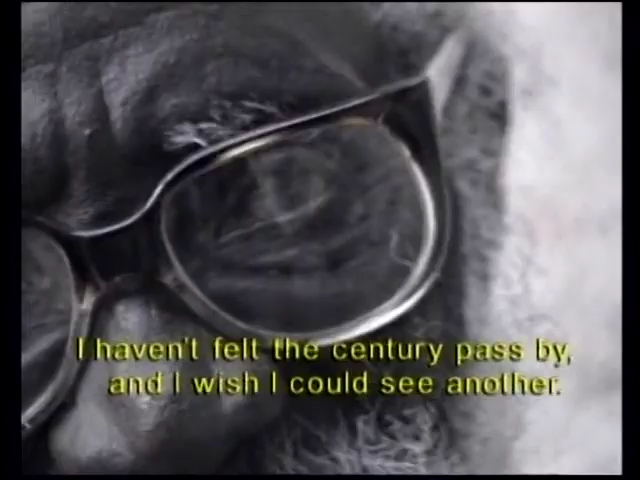 I haven't felt the century pass by,
and I wish I could see another.